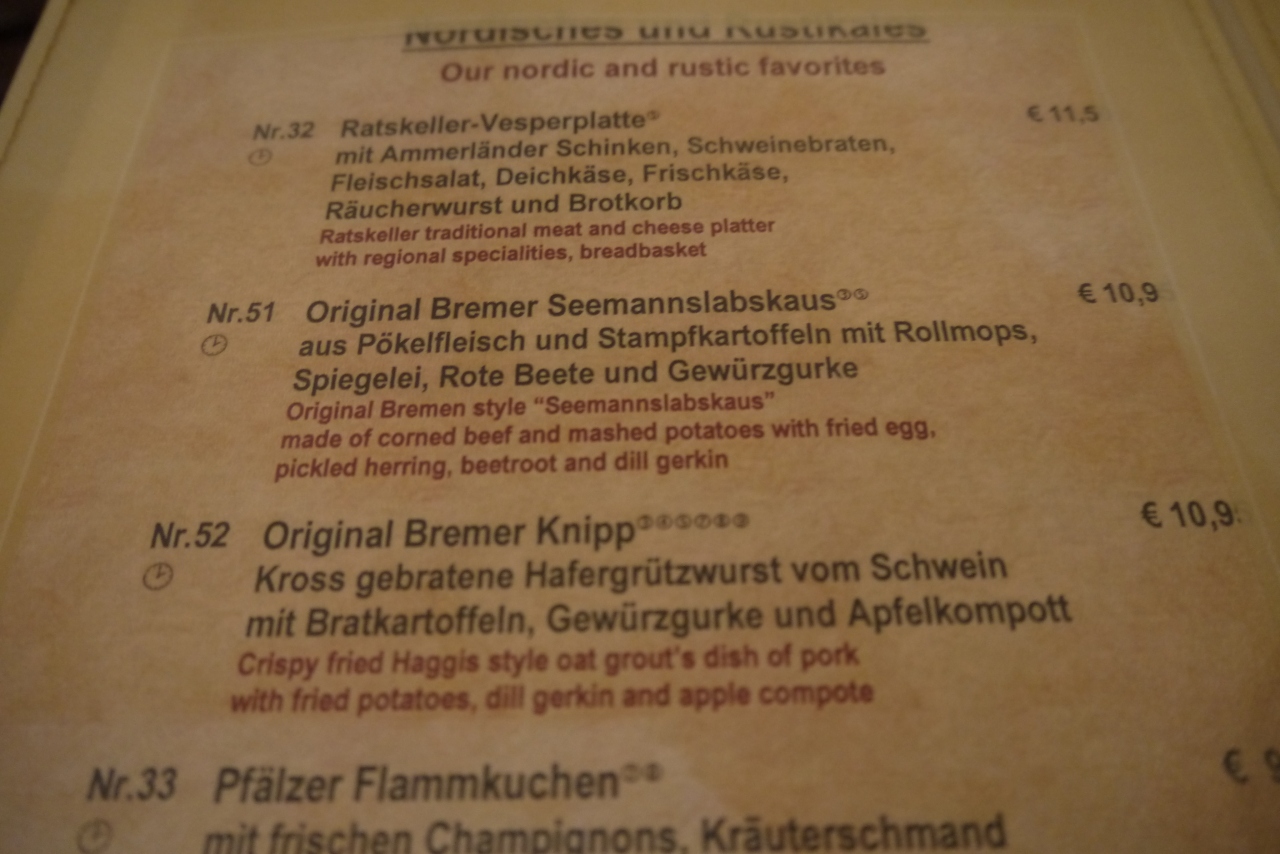 Nordisches und Rustikales
Our nordic and rustic favorites
Nr.32 Ratskeller-Vesperplatte € 11,5
mit Ammerländer Schinken, Schweinebraten,
Fleischsalat, Deichkäse, Frischkäse,
Räucherwurst und Brotkorb
Ratskeller traditional meat and cheese platter
with regional specialities, breadbasket
Nr.51 Original Bremer Seemannslabskaus € 10,9
aus Pökelfleisch und Stampfkartoffeln mit Rollmops,
Spiegelei, Rote Beete und Gewürzgurke
Original Bremen style “Seemannslabskaus”
made of corned beef and mashed potatoes with fried egg,
pickled herring, beetroot and dill gerkin
Nr.52 Original Bremer Knipp € 10,9
Kross gebratene Hafergrützwurst vom Schwein
mit Bratkartoffeln, Gewürzgurke und Apfelkompott
Crispy fried Haggis style oat grout's dish of pork
with fried potatoes, dill gerkin and apple compote
Nr.33 Pfälzer Flammkuchen €
mit frischen Champignons, Kräuterschmand